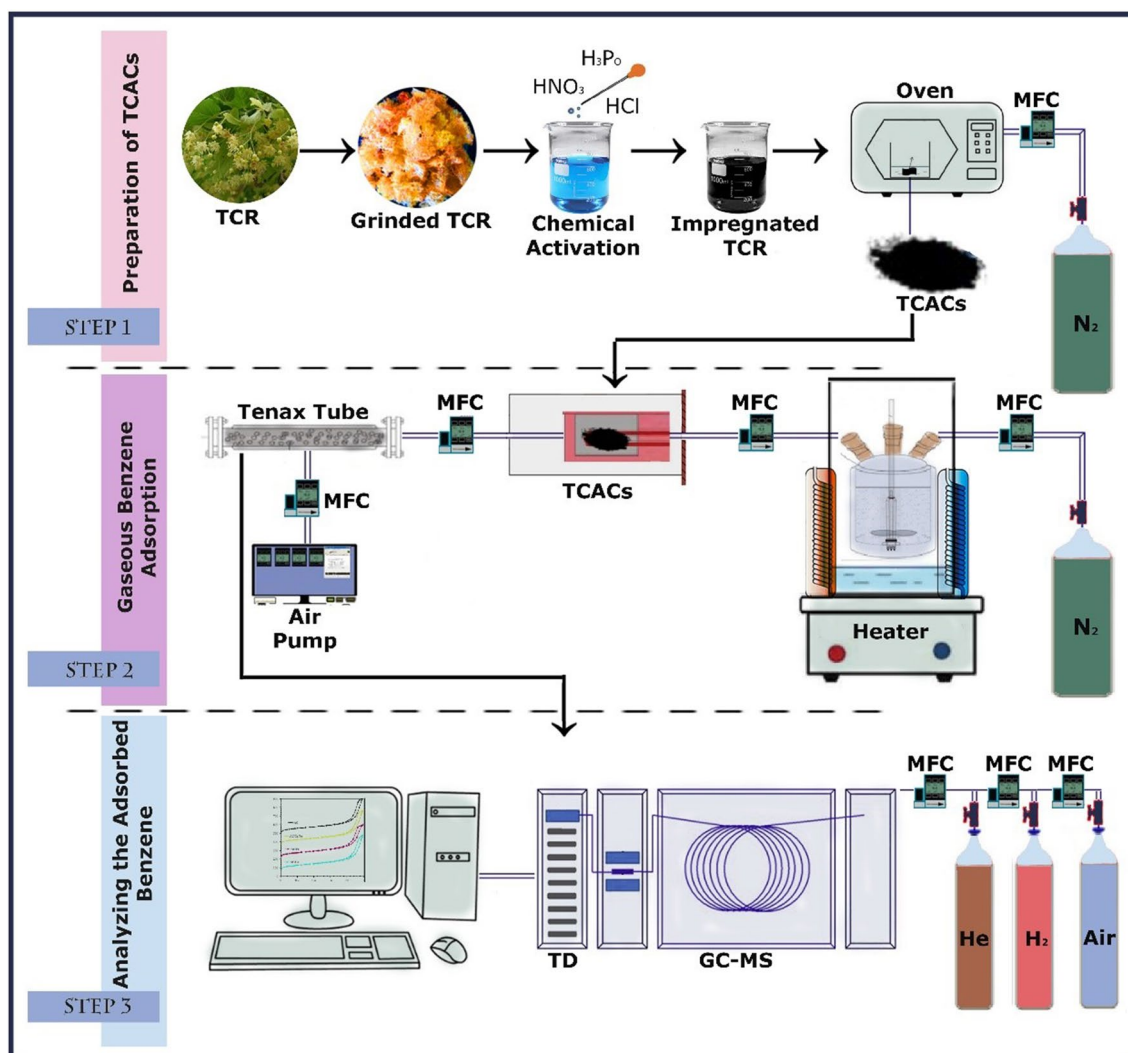 Preparation of TCACs
STEP 1
TCR
Grinded TCR
H₃Po
HNO₃
HCl
Chemical
Activation
Impregnated
TCR
Oven
MFC
TCACs
N₂
Gaseous Benzene
Adsorption
STEP 2
Tenax Tube
MFC
MFC
Air
Pump
TCACs
MFC
Heater
MFC
N₂
Analyzing the Adsorbed
Benzene
STEP 3
TD
GC-MS
MFC
MFC
MFC
He
H₂
Air